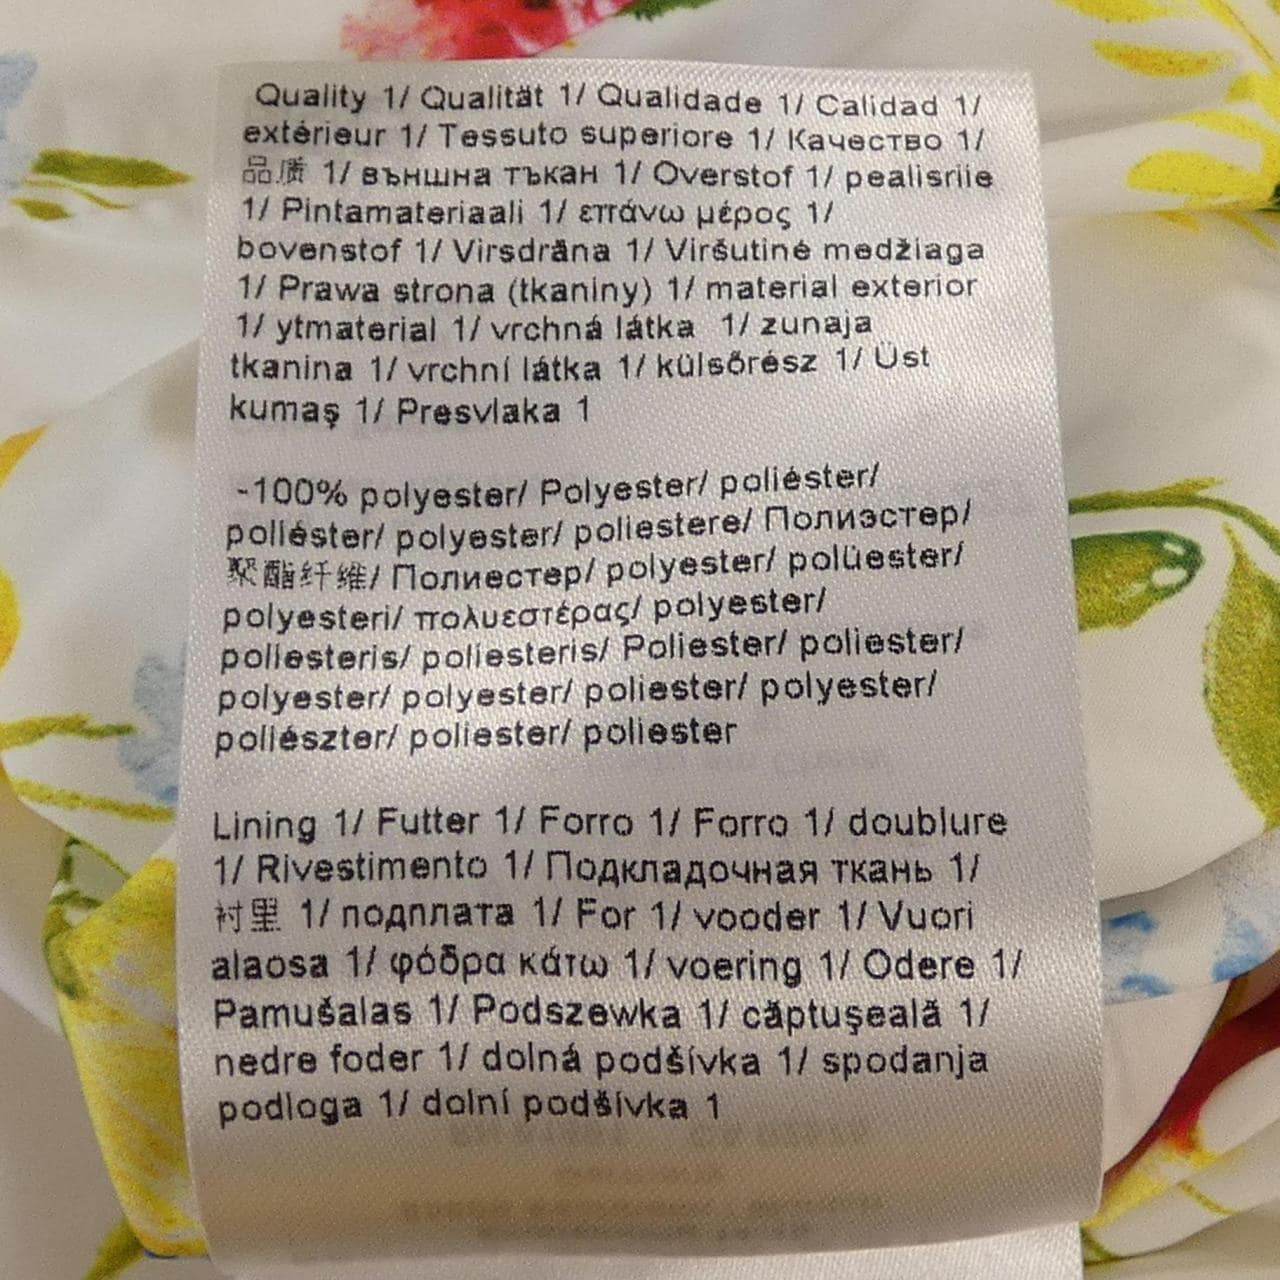 Quality 1/ Qualität 1/ Qualidade 1/ Calidad 1/
extérieur 1/ Tessuto superiore 1/ Качество 1/
品质 1/ външна тъкан 1/ Overstof 1/ pealisriie
1/ Pintamateriaali 1/ επάνω μέρος 1/
bovenstof 1/ Virsdrāna 1/ Viršutinė medžiaga
1/ Prawa strona (tkaniny) 1/ material exterior
1/ ytmaterial 1/ vrchná látka 1/ zunaja
tkanina 1/ vrchní látka 1/ külsőrész 1/ Üst
kumaş 1/ Presvlaka 1
-100% polyester/ Polyester/ poliéster/
poliéster/ polyester/ poliestere/ Полиэстер/
聚酯纤维/ Полиестер/ polyester/ polüester/
polyesteri/ πολυεστέρας/ polyester/
poliesteris/ poliesteris/ Poliester/ poliester/
polyester/ polyester/ poliester/ polyester/
poliészter/ poliester/ poliester
Lining 1/ Futter 1/ Forro 1/ Forro 1/ doublure
1/ Rivestimento 1/ Подкладочная ткань 1/
衬里 1/ подплата 1/ For 1/ vooder 1/ Vuori
alaosa 1/ φόδρα κάτω 1/ voering 1/ Odere 1/
Pamušalas 1/ Podszewka 1/ căptuşeală 1/
nedre foder 1/ dolná podšívka 1/ spodanja
podloga 1/ dolní podšívka 1